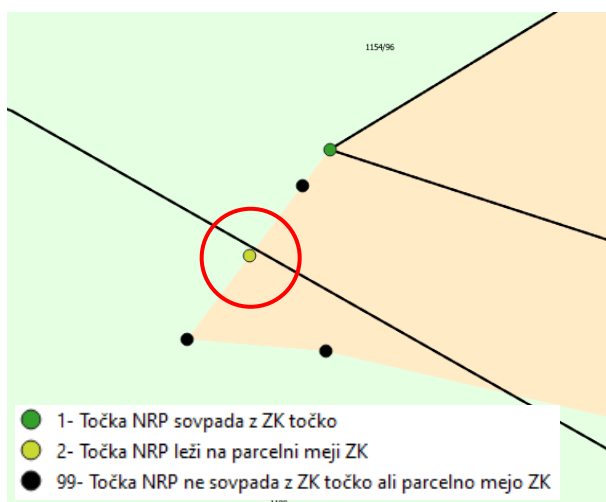 1154/96
1- Točka NRP sovpada z ZK točko
2- Točka NRP leži na parcelni meji ZK
99- Točka NRP ne sovpada z ZK točko ali parcelno mejo ZK